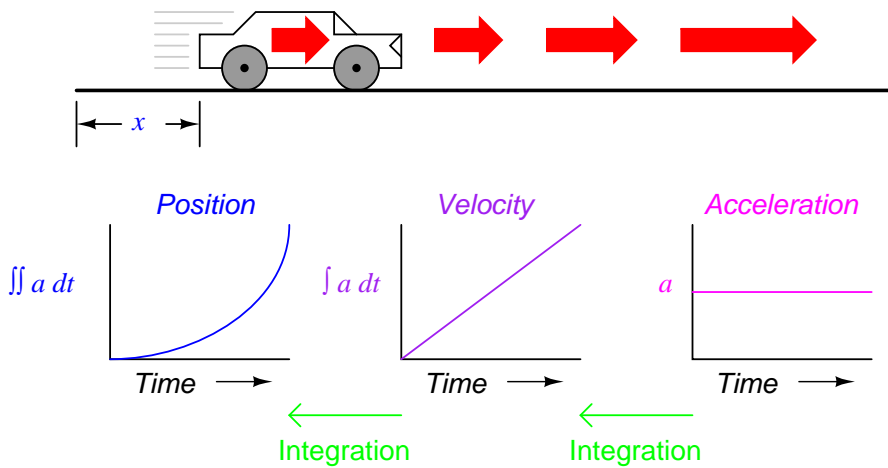 x
Position
Velocity
Acceleration
∬ a dt
∫ a dt
a
Time
Time
Time
Integration
Integration